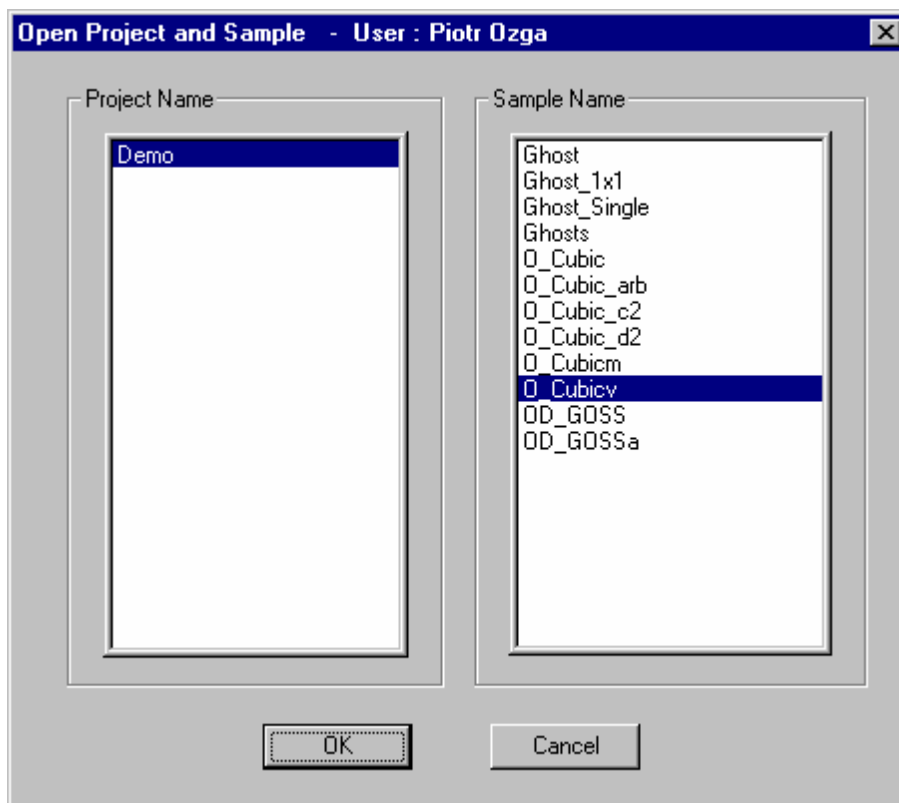 Open Project and Sample - User : Piotr Ozga
Project Name
Demo
Sample Name
Ghost
Ghost_1x1
Ghost_Single
Ghosts
O_Cubic
O_Cubic_arb
O_Cubic_c2
O_Cubic_d2
O_Cubicm
O_Cubicv
OD_GOSS
OD_GOSSa
OK
Cancel